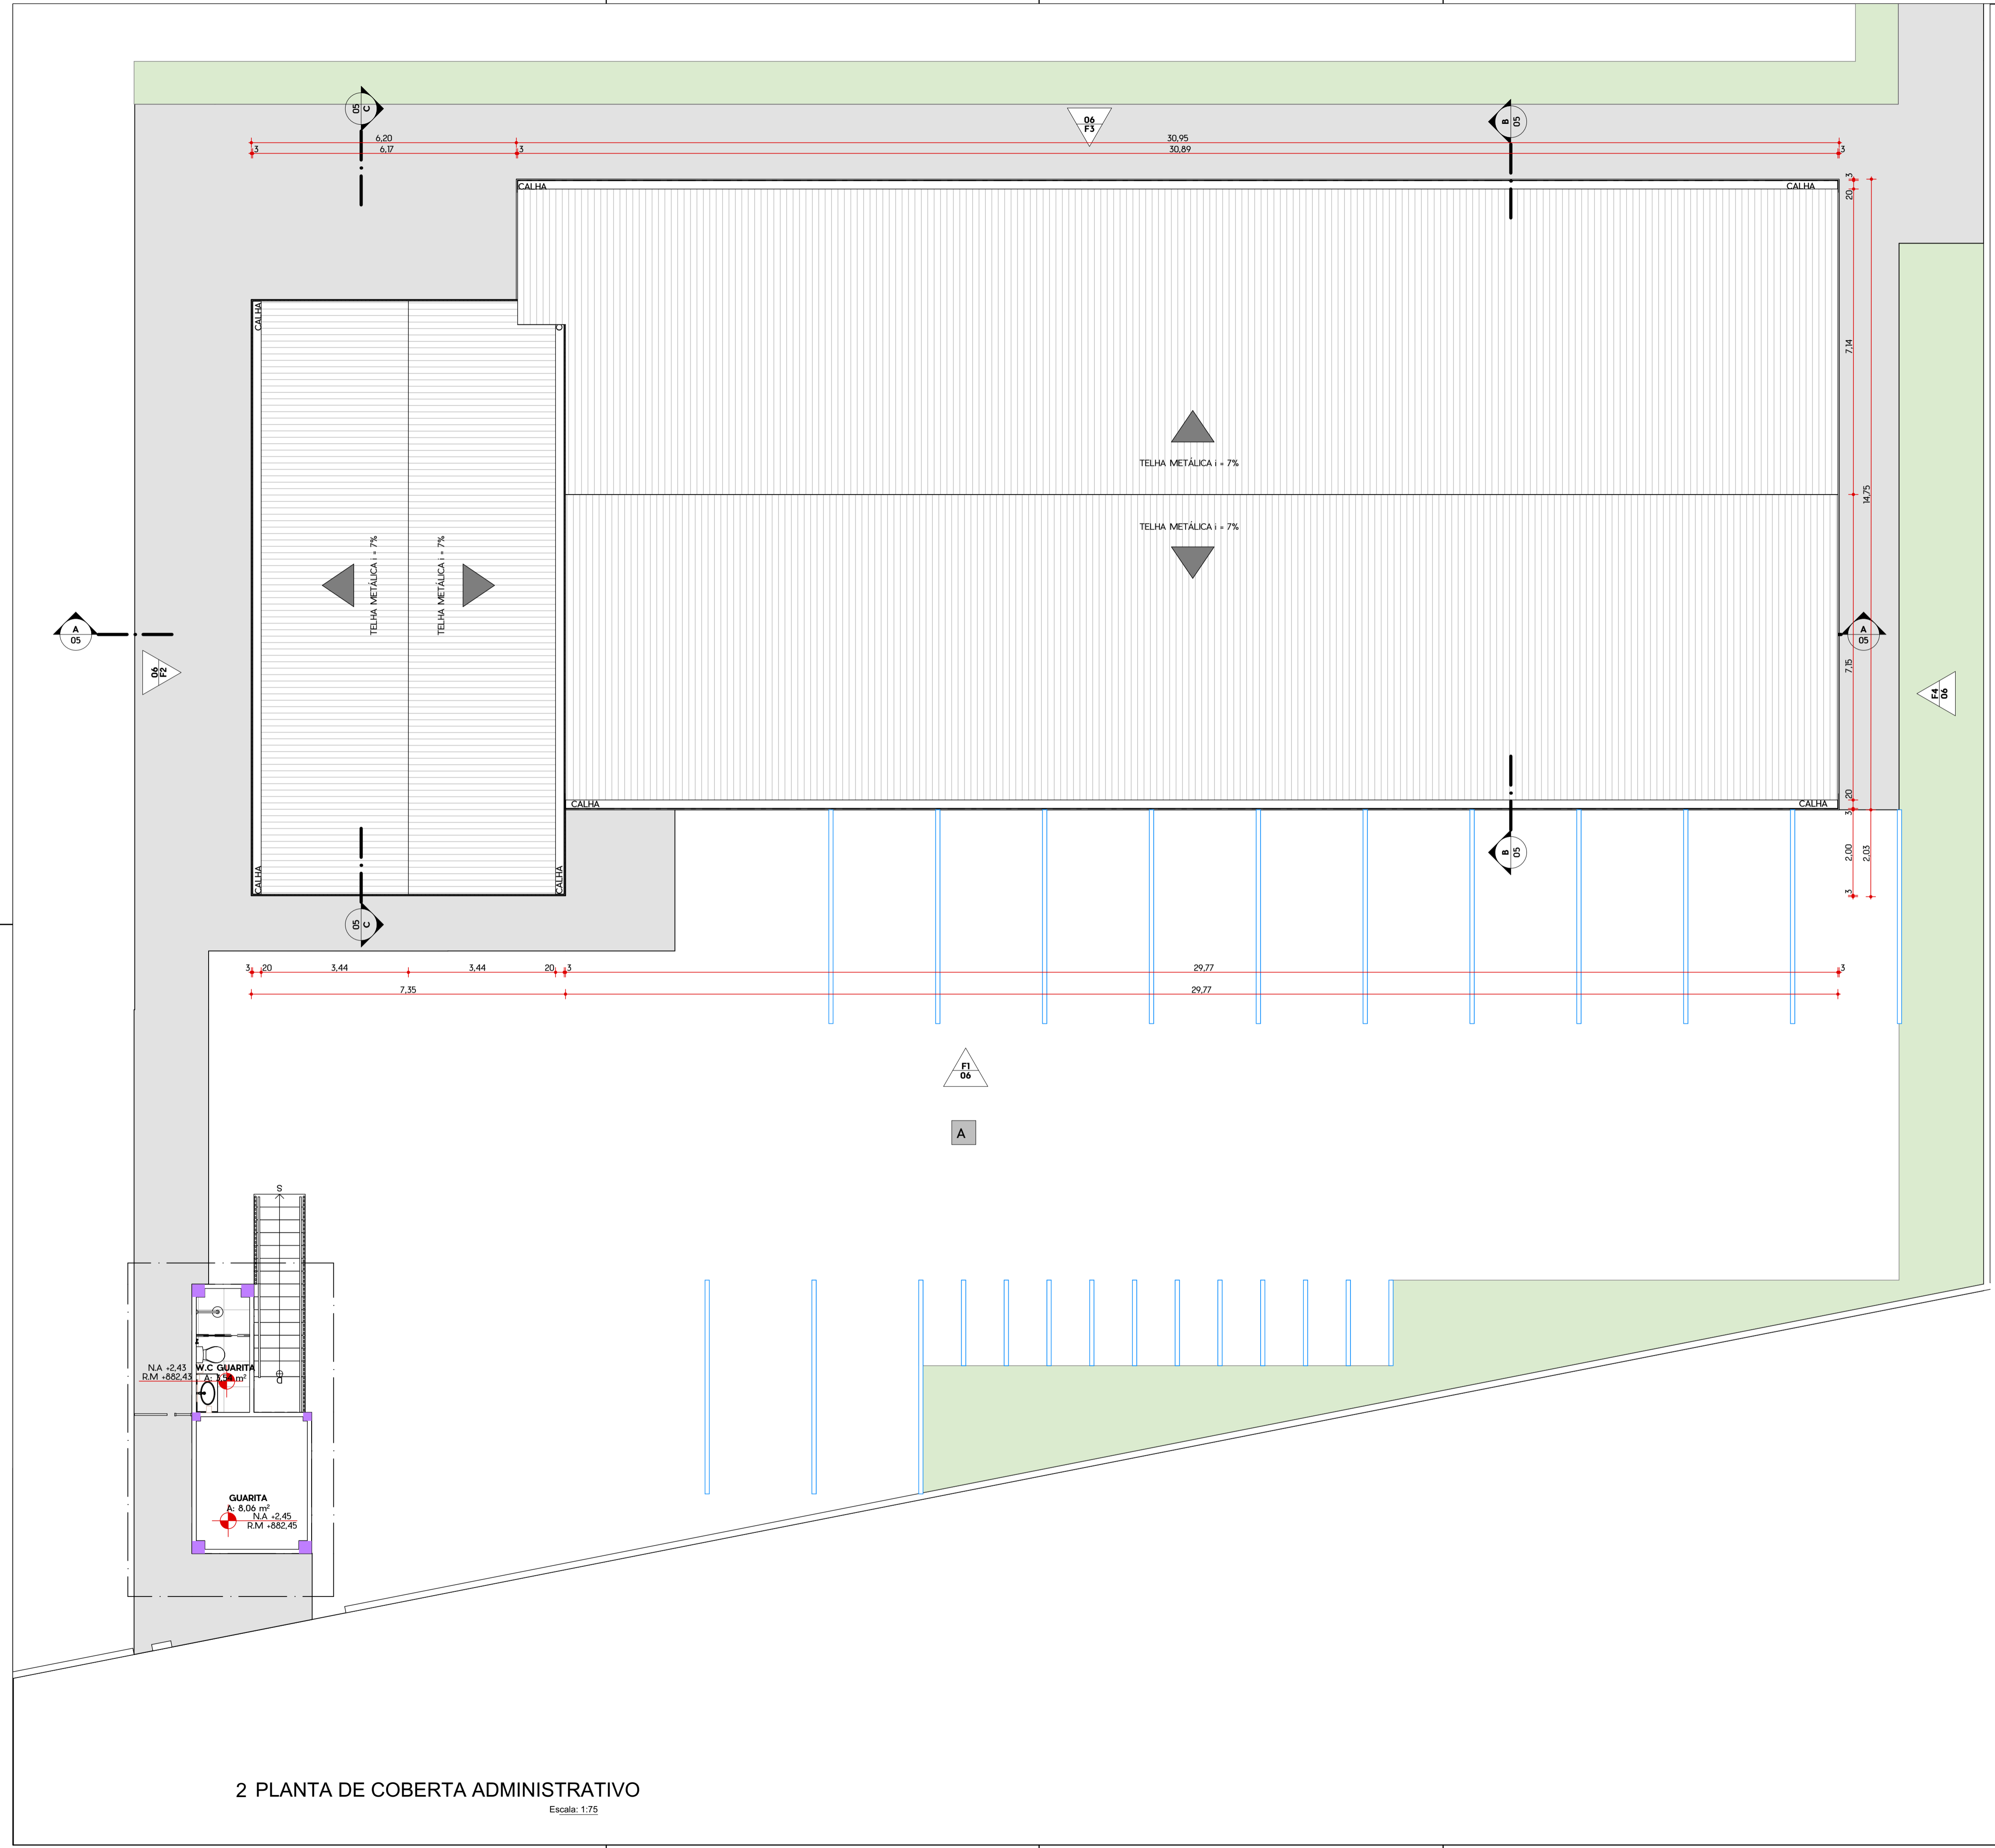 05
C
06
F3
B
05
6,20
30,95
3
6,17
3
30,89
3
CALHA
CALHA
3
20
CALHA
C
7,14
TELHA METÁLICA i = 7%
14,75
TELHA METÁLICA i = 7%
TELHA METÁLICA i = 7%
TELHA METÁLICA i = 7%
A
05
A
05
06
F2
7,15
F4
06
20
CALHA
CALHA
3
B
05
2,00
2,03
CALHA
CALHA
3
05
C
3
20
3,44
3,44
20
3
29,77
3
7,35
29,77
F1
06
A
S
N.A +2,43
R.M +882,43
W.C GUARITA
A: 3,54 m²
D
GUARITA
A: 8,06 m²
N.A +2,45
R.M +882,45
2 PLANTA DE COBERTA ADMINISTRATIVO
Escala: 1:75